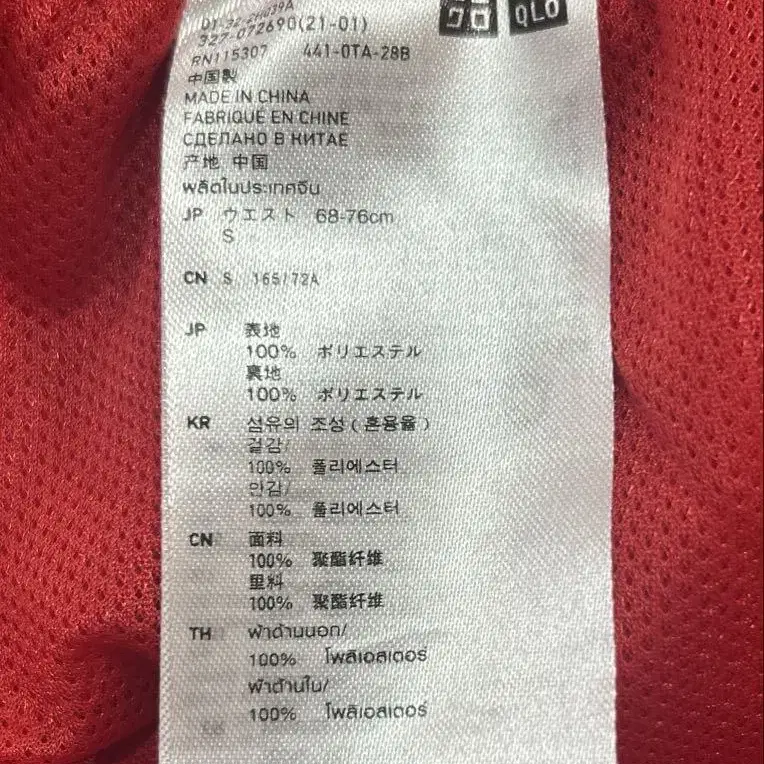 QLO
327-072690(21-01)
RN115307 441-0TA-28B
中国製
MADE IN CHINA
FABRIQUÉ EN CHINE
СДЕЛАНО В КИТАЕ
产地 中国
ผลิตในประเทศจีน
JP ウエスト 68-76cm
S
CN S 165/72A
JP 表地
100% ポリエステル
裏地
100% ポリエステル
KR 섬유의 조성 ( 혼용율 )
겉감/
100% 폴리에스터
안감/
100% 폴리에스터
CN 面料
100% 聚酯纤维
里料
100% 聚酯纤维
TH ผ้าด้านนอก/
100% โพลิเอสเตอร์
ผ้าด้านใน/
100% โพลิเอสเตอร์